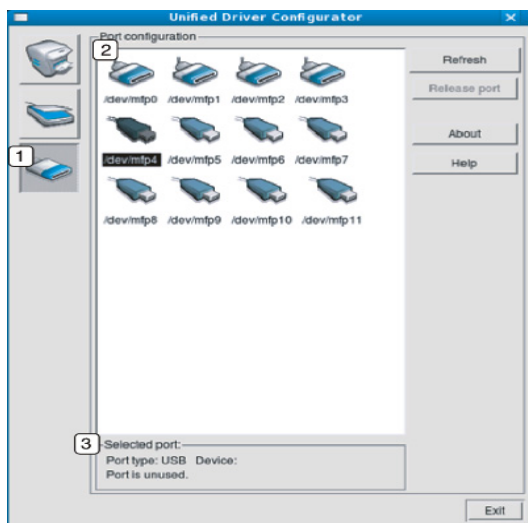 Unified Driver Configurator
2 Port configuration
/dev/mfp0 /dev/mfp1 /dev/mfp2 /dev/mfp3
/dev/mfp4 /dev/mfp5 /dev/mfp6 /dev/mfp7
/dev/mfp8 /dev/mfp9 /dev/mfp10 /dev/mfp11
Refresh
Release port
About
Help
1
3 Selected port:
Port type: USB Device:
Port is unused.
Exit